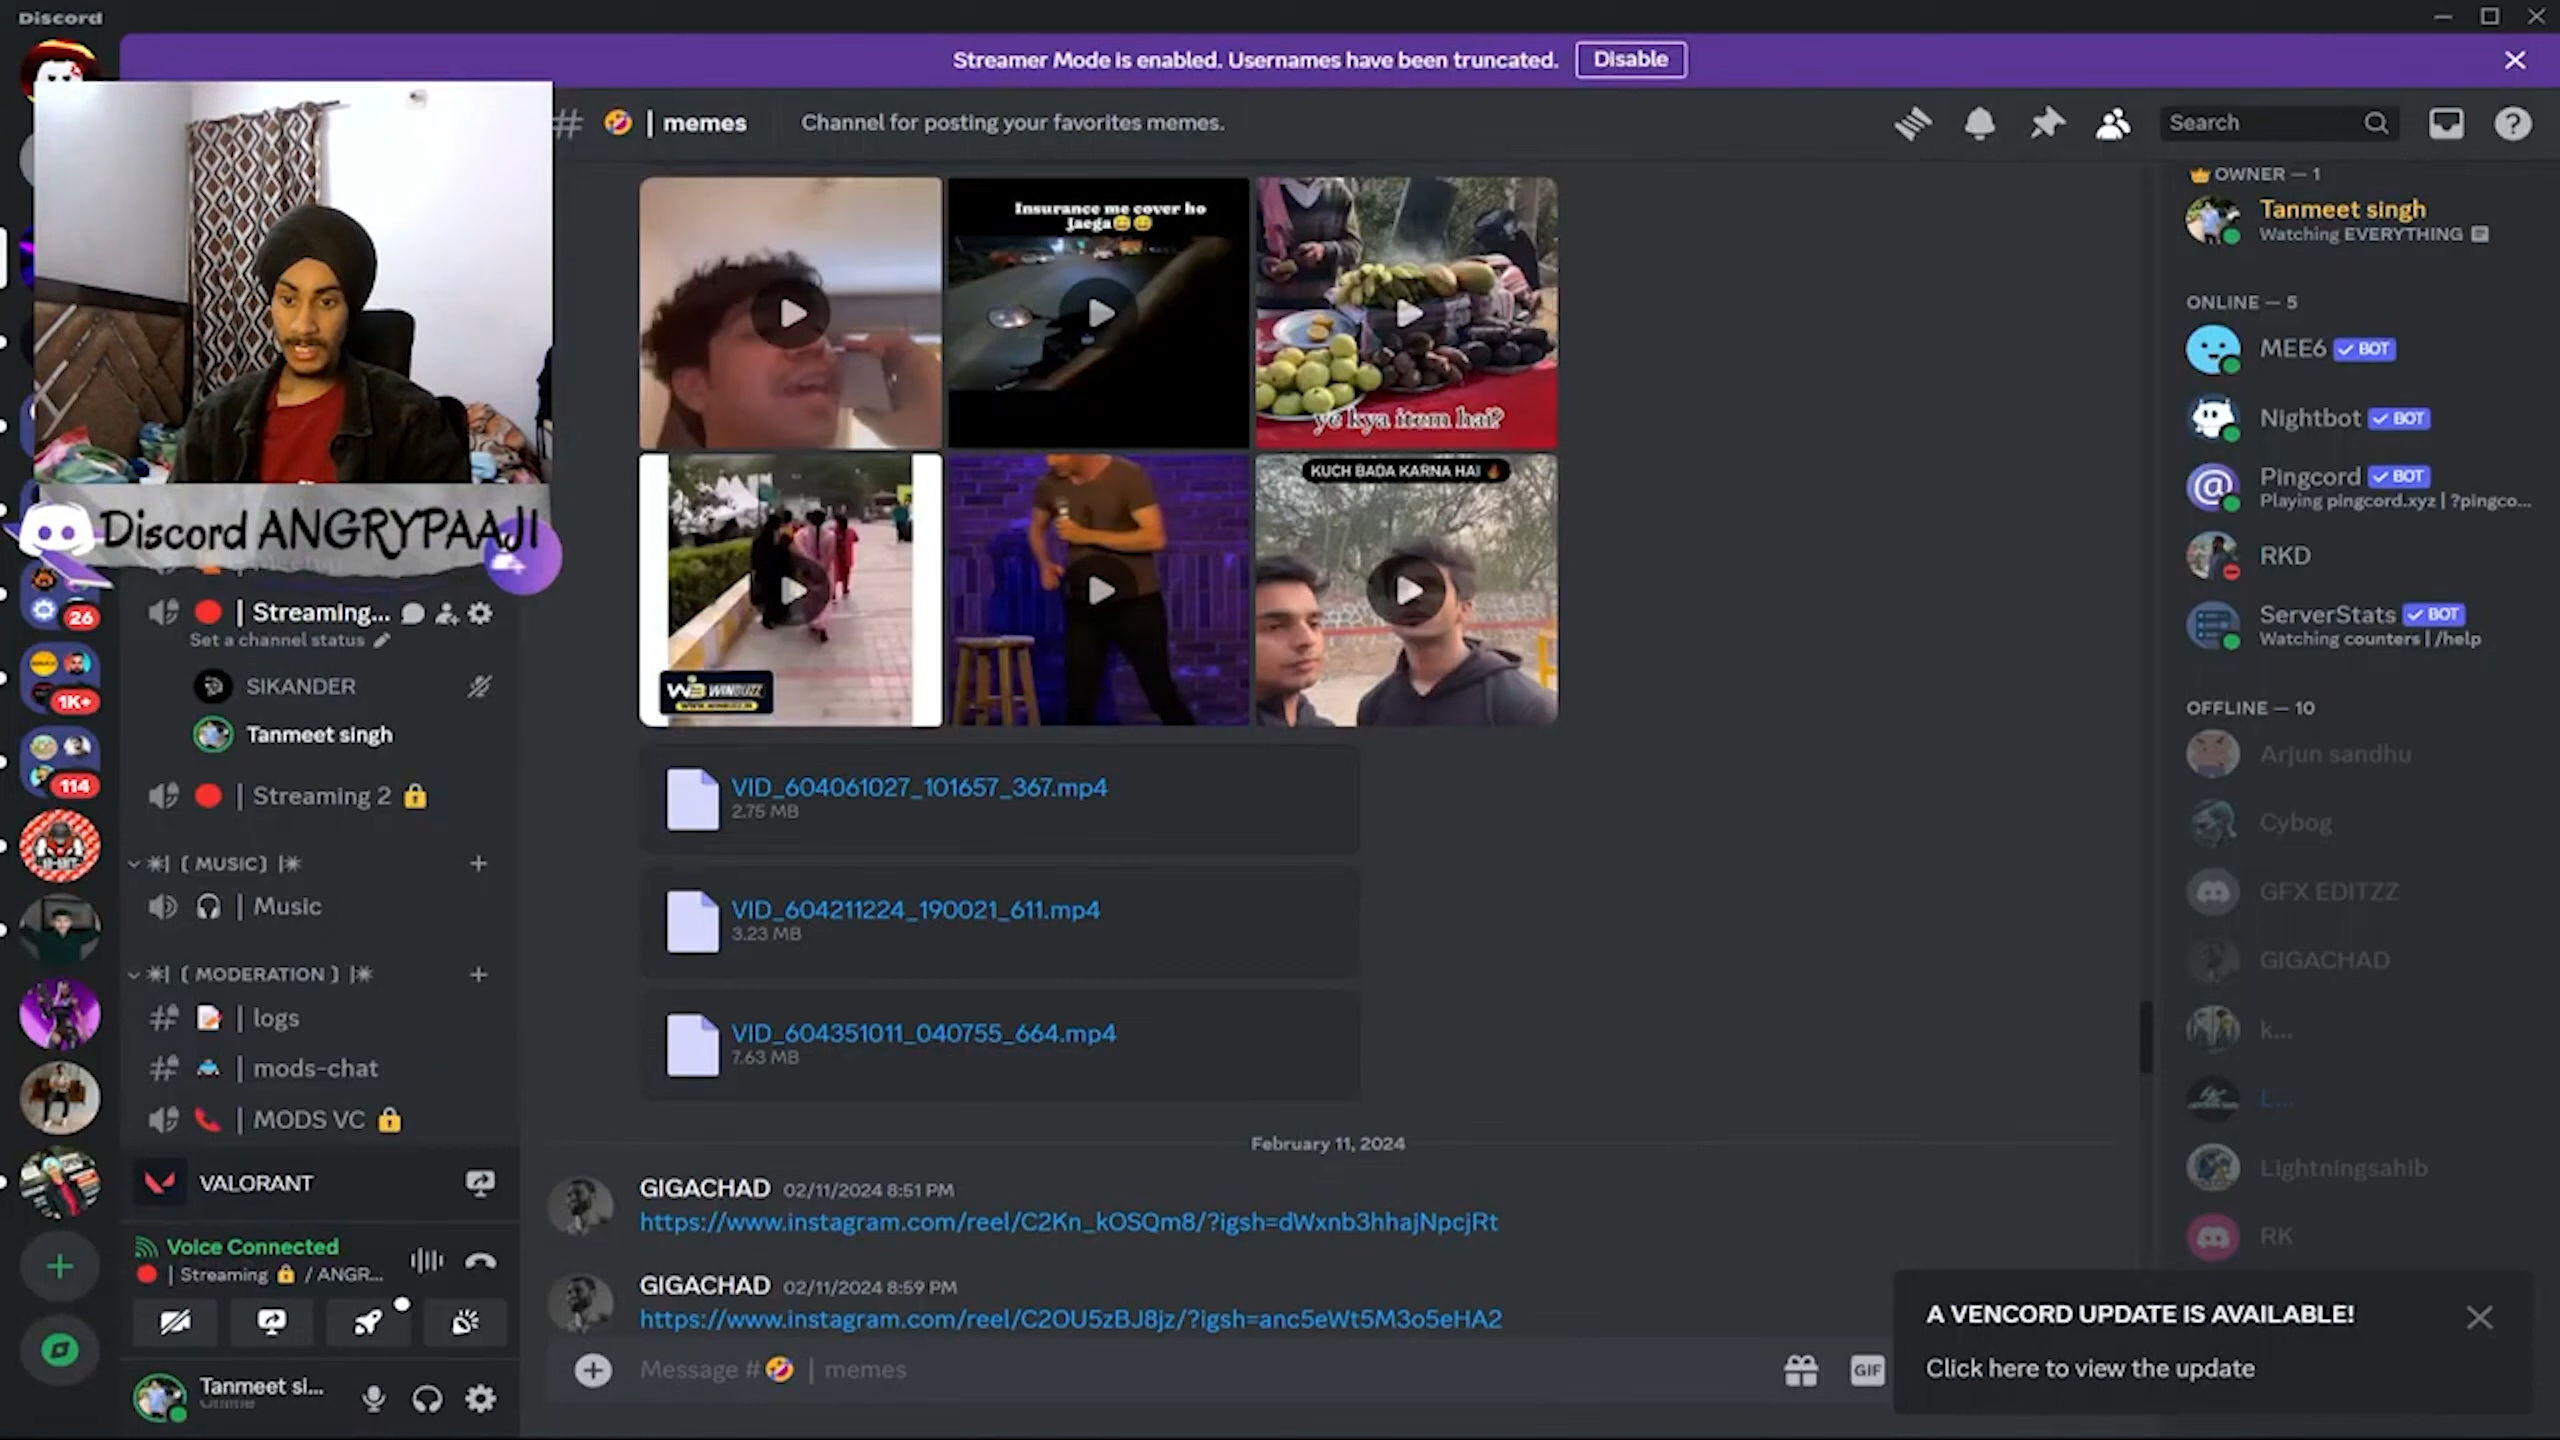 Discord
Streamer Mode is enabled. Usernames have been truncated.
Disable
| memes
Channel for posting your favorites memes.
Search
Insurance me cover ho
jaega
ye kya item hai?
WB WINBUZZ
KUCH BADA KARNA HAI
Discord ANGRYPAAJI
| Streaming...
Set a channel status
SIKANDER
Tanmeet singh
| Streaming 2
[ MUSIC ]
| Music
[ MODERATION ]
| logs
| mods-chat
| MODS VC
VALORANT
Voice Connected
| Streaming / ANGR...
Tanmeet si...
Online
26
1K+
114
VID_604061027_101657_367.mp4
2.75 MB
VID_604211224_190021_611.mp4
3.23 MB
VID_604351011_040755_664.mp4
7.63 MB
February 11, 2024
GIGACHAD 02/11/2024 8:51 PM
https://www.instagram.com/reel/C2Kn_kOSQm8/?igsh=dWxnb3hhajNpcjRt
GIGACHAD 02/11/2024 8:59 PM
https://www.instagram.com/reel/C2OU5zBJ8jz/?igsh=anc5eWt5M3o5eHA2
Message # | memes
GIF
OWNER — 1
Tanmeet singh
Watching EVERYTHING
ONLINE — 5
MEE6 BOT
Nightbot BOT
Pingcord BOT
Playing pingcord.xyz | ?pingco...
RKD
ServerStats BOT
Watching counters | /help
OFFLINE — 10
Arjun sandhu
Cybog
GFX EDITZZ
GIGACHAD
k...
L...
Lightningsahib
RK
A VENCORD UPDATE IS AVAILABLE!
Click here to view the update